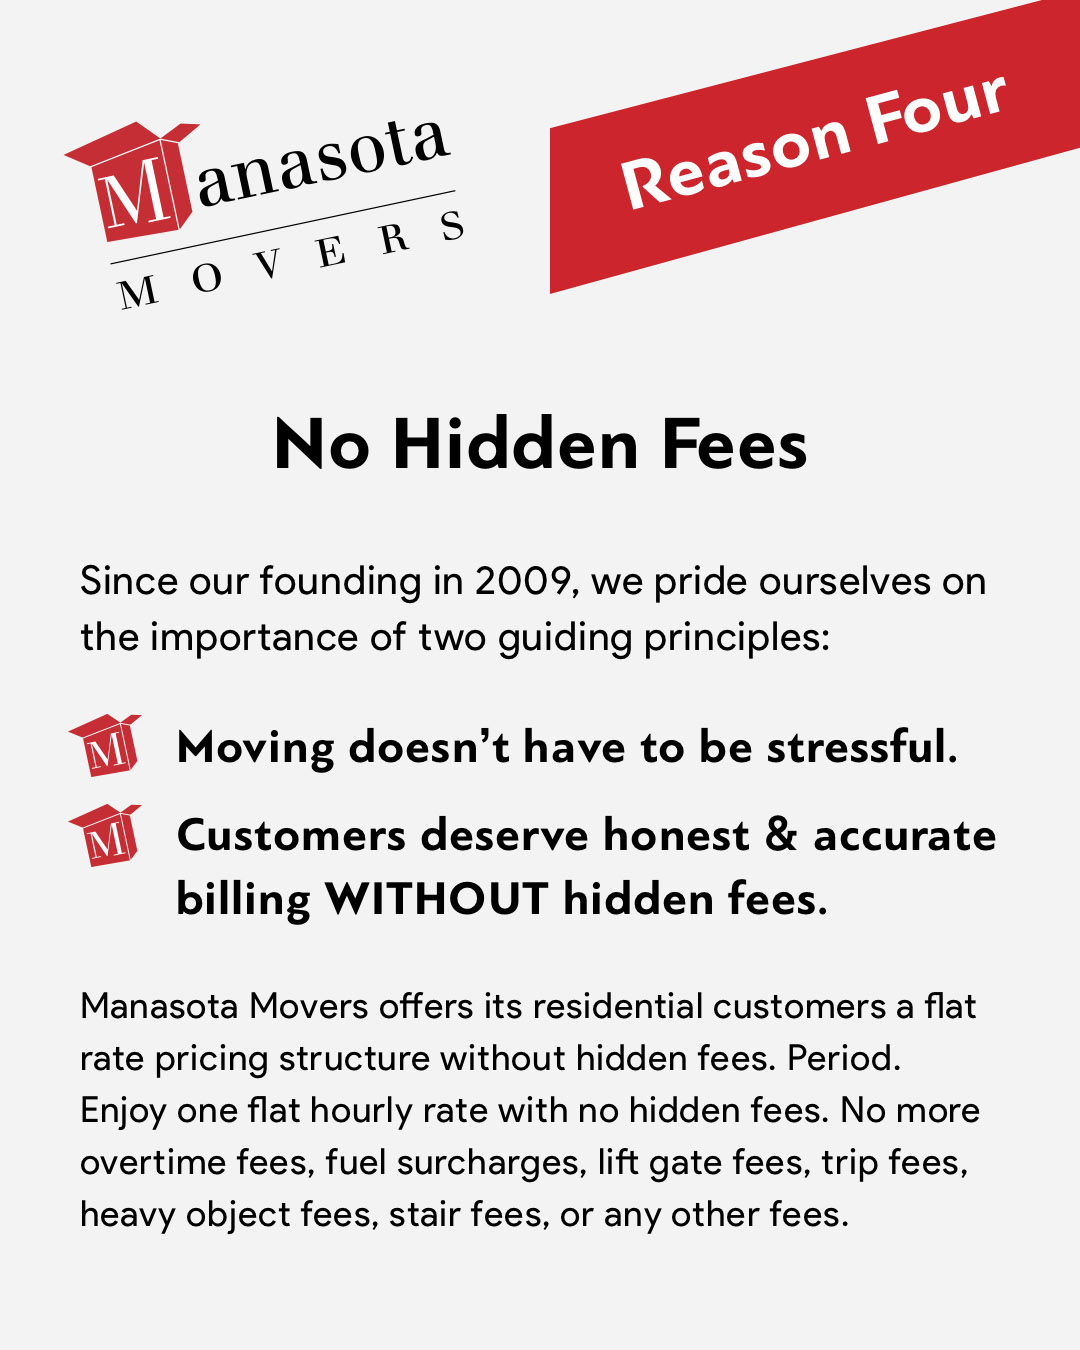 Manasota
MOVERS
Reason Four
No Hidden Fees
Since our founding in 2009, we pride ourselves on
the importance of two guiding principles:
M
Moving doesn’t have to be stressful.
M
Customers deserve honest & accurate
billing WITHOUT hidden fees.
Manasota Movers offers its residential customers a flat
rate pricing structure without hidden fees. Period.
Enjoy one flat hourly rate with no hidden fees. No more
overtime fees, fuel surcharges, lift gate fees, trip fees,
heavy object fees, stair fees, or any other fees.